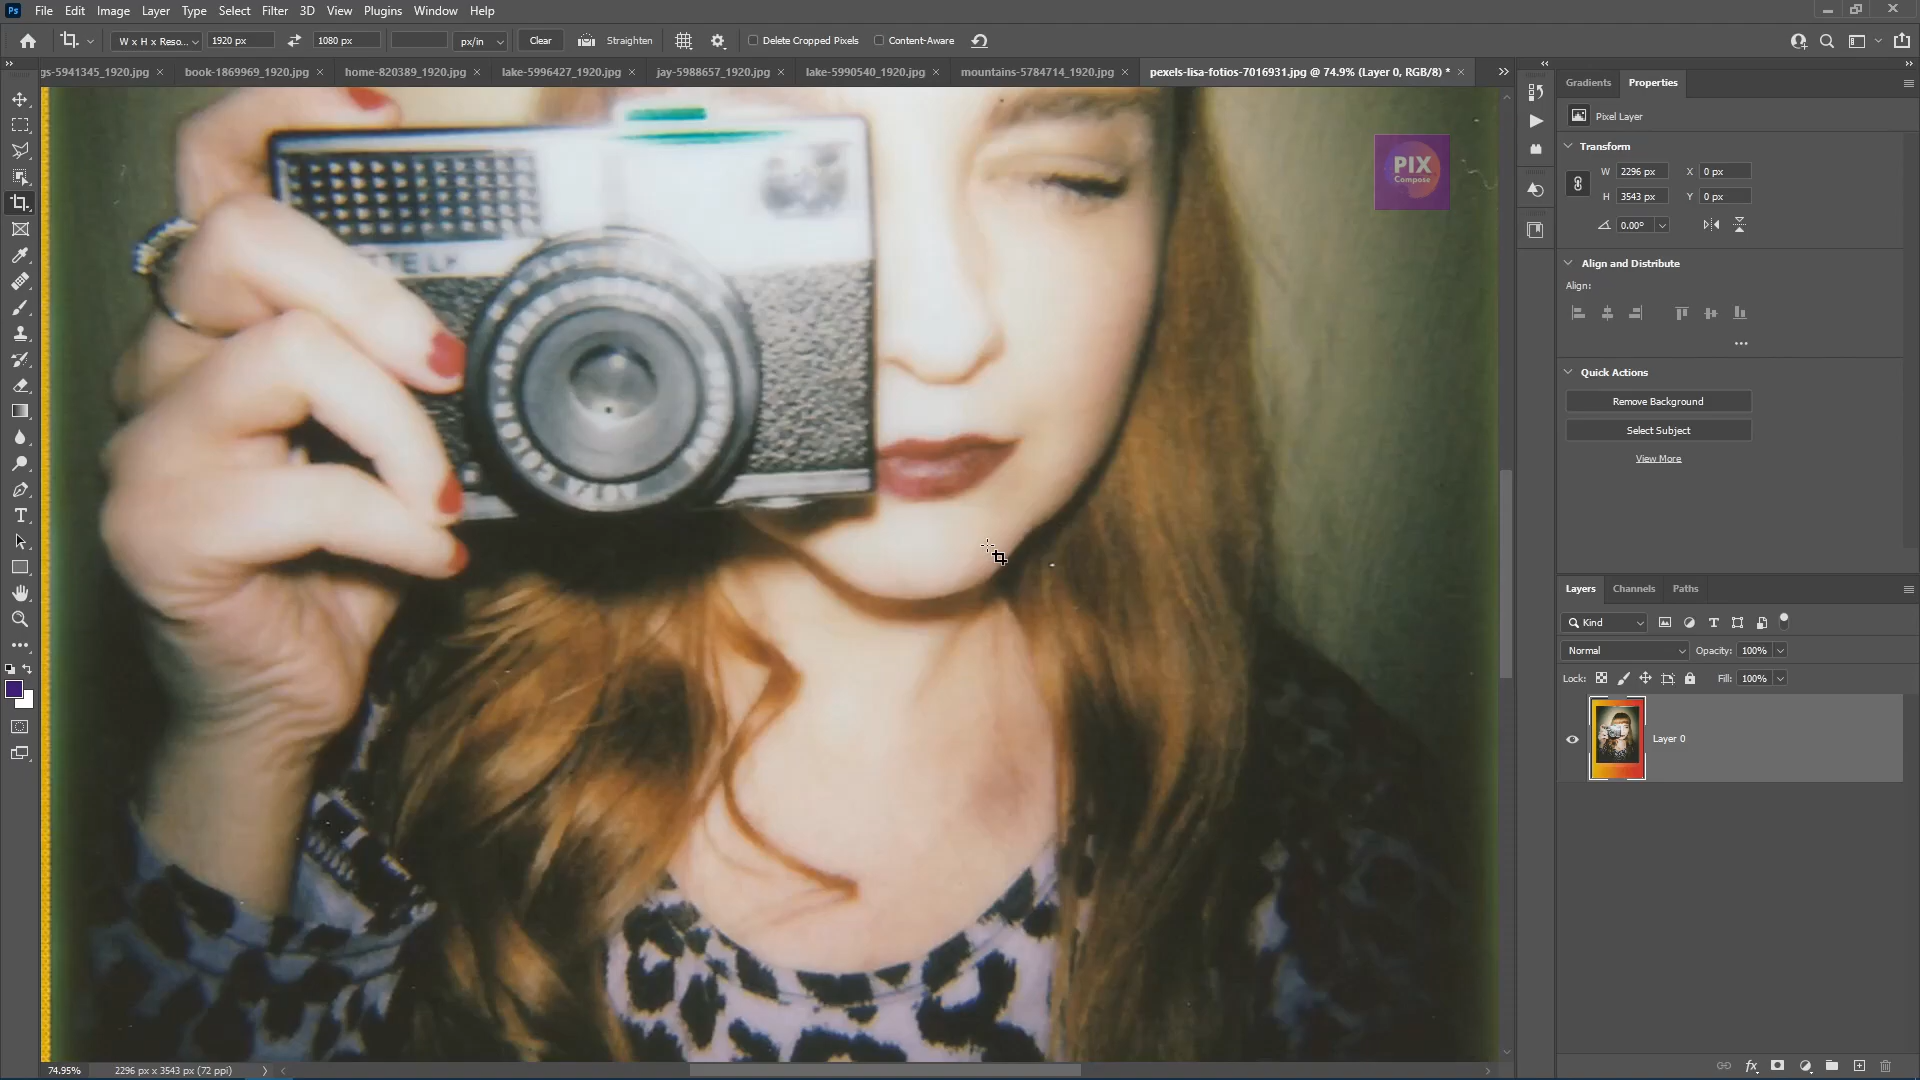 Ps File Edit Image Layer Type Select Filter 3D View Plugins Window Help
W x H x Reso... 1920 px 1080 px px/in Clear Straighten Delete Cropped Pixels Content-Aware
gs-5941345_1920.jpg × book-1869969_1920.jpg × home-820389_1920.jpg × lake-5996427_1920.jpg × jay-5988657_1920.jpg × lake-5990540_1920.jpg × mountains-5784714_1920.jpg × pexels-lisa-fotios-7016931.jpg @ 74.9% (Layer 0, RGB/8) * ×
Gradients Properties
Pixel Layer
Transform
W 2296 px X 0 px
H 3543 px Y 0 px
0.00°
Align and Distribute
Align:
Quick Actions
Remove Background
Select Subject
View More
PIX
Compose
COLOR-
Layers Channels Paths
Kind
Normal Opacity: 100%
Lock: Fill: 100%
Layer 0
74.95% 2296 px x 3543 px (72 ppi)